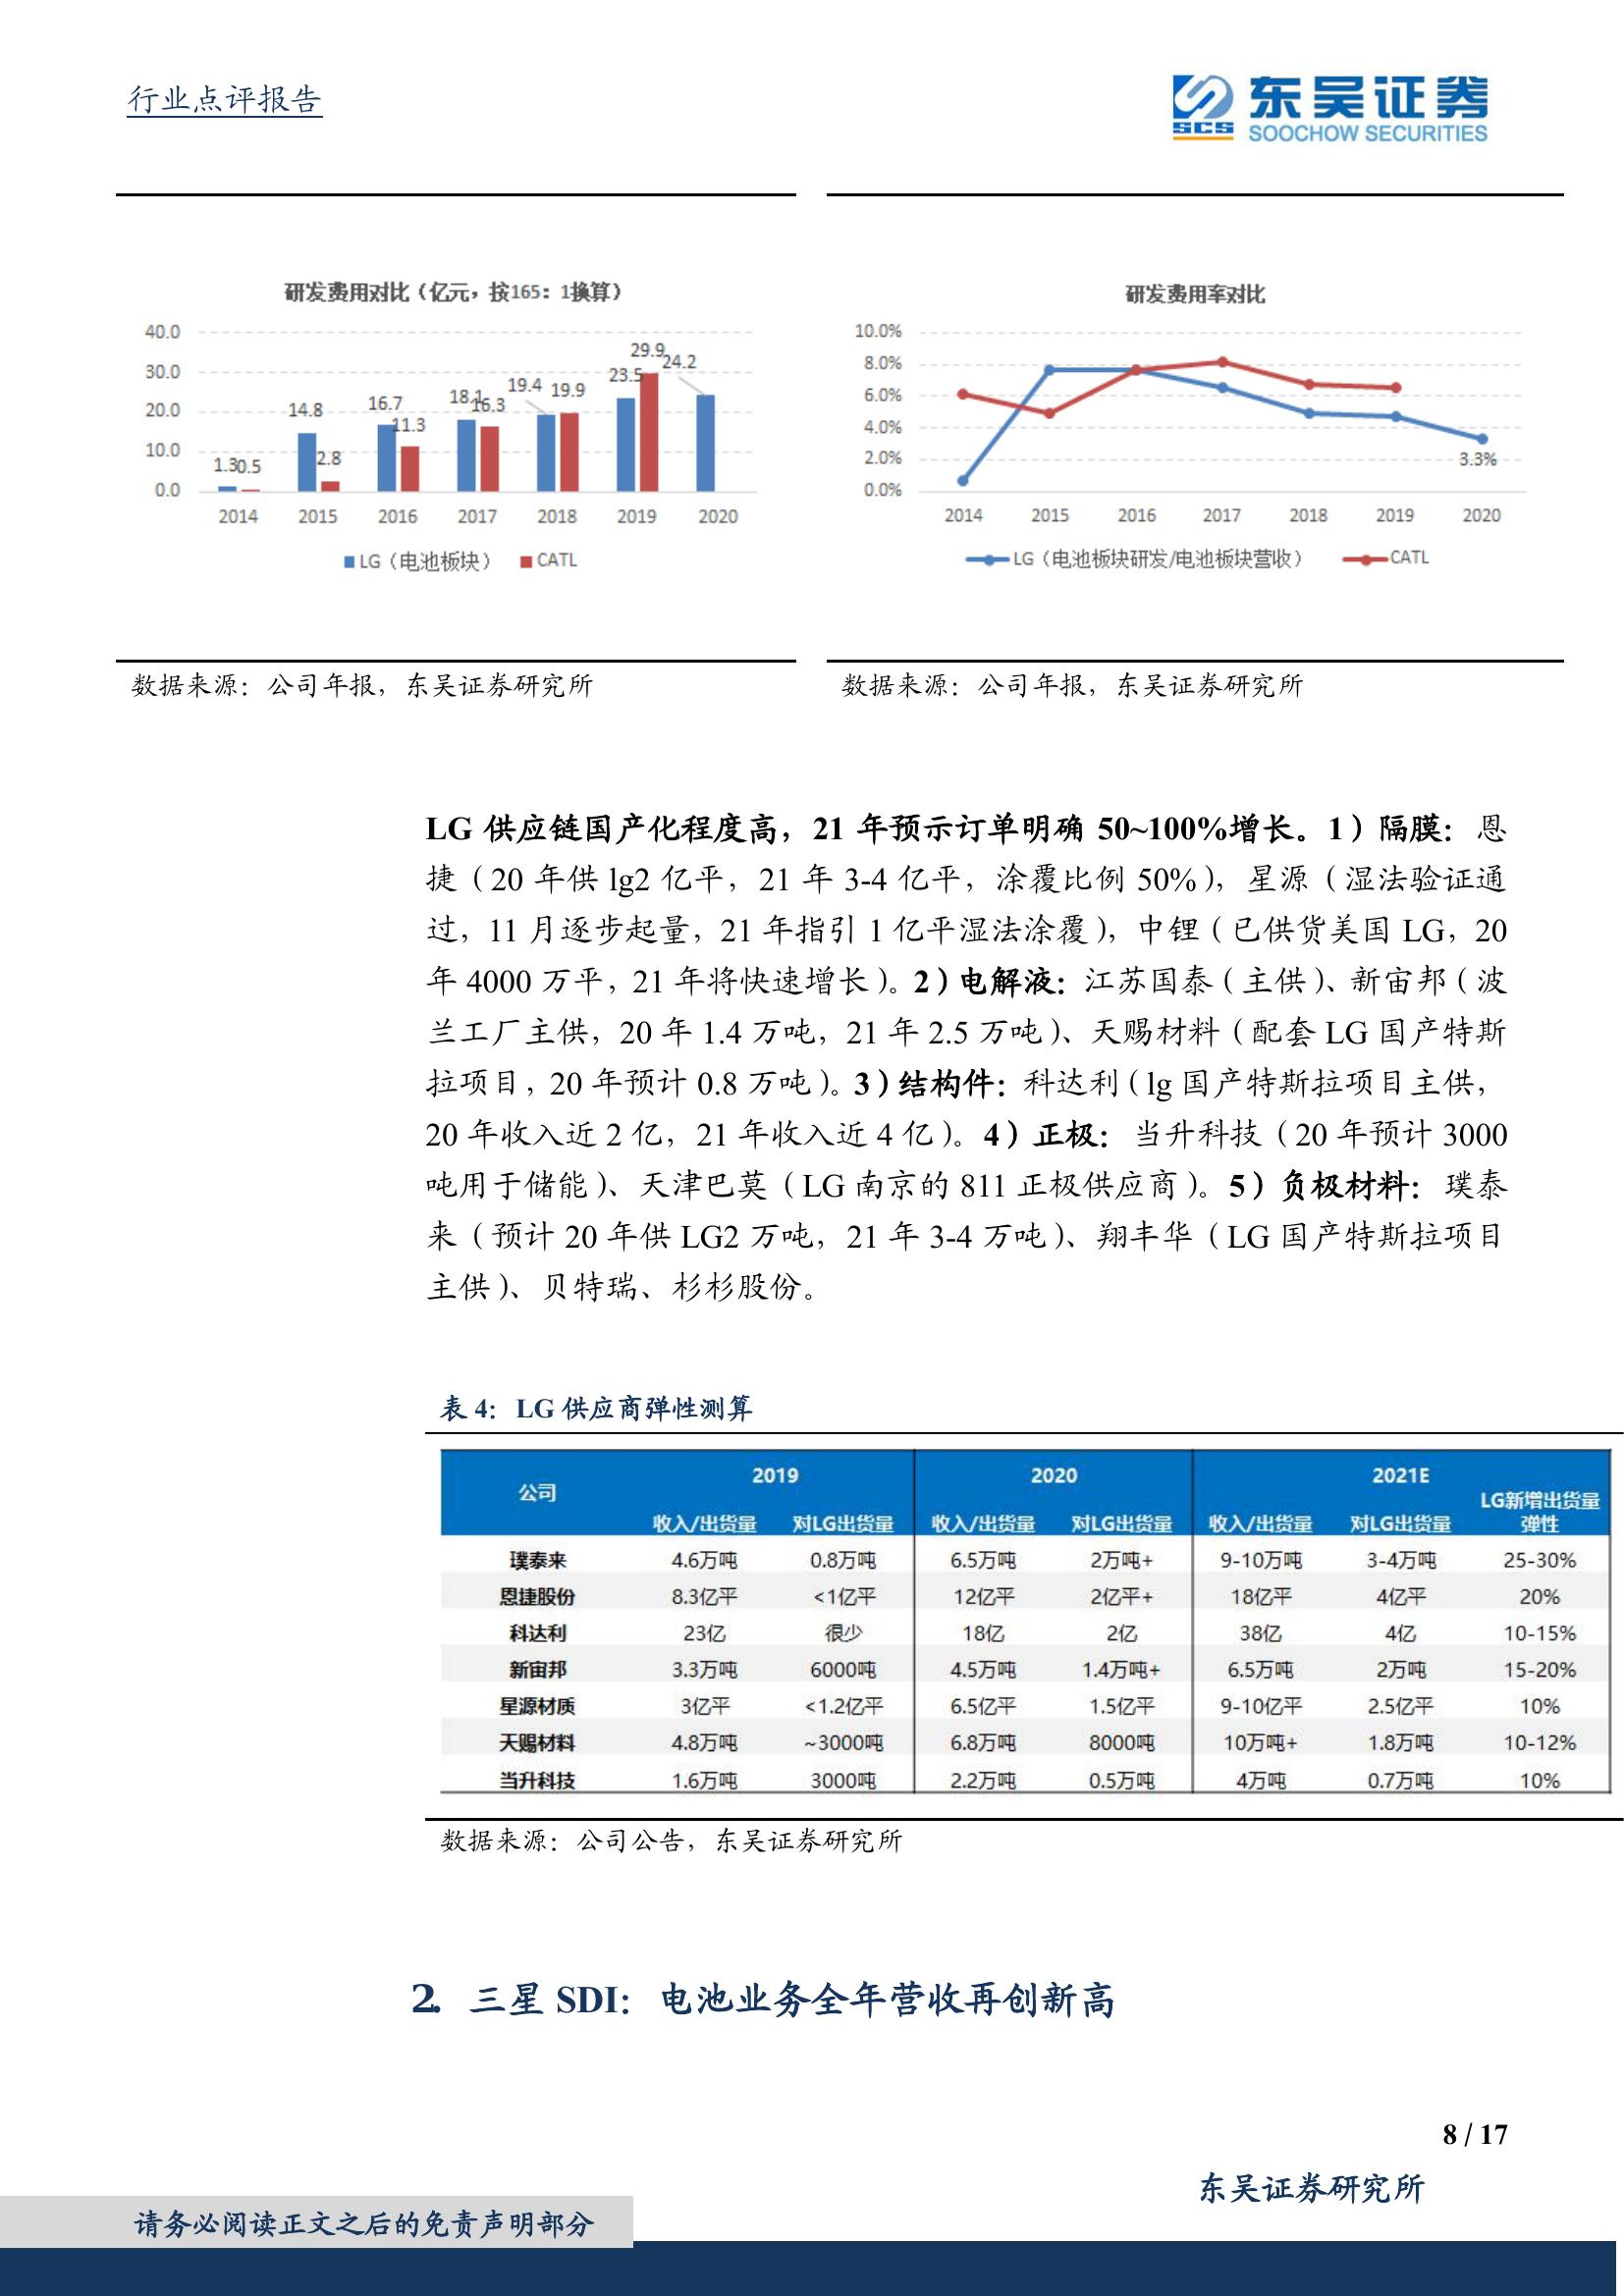 行业点评报告
东吴证券
SCS SOOCHOW SECURITIES
研发费用对比（亿元，按165：1换算）
40.0
30.0
20.0
10.0
0.0
1.3 0.5 14.8 2.8 16.7 11.3 18.1 16.3 19.4 19.9 23.5 29.9 24.2
2014 2015 2016 2017 2018 2019 2020
LG（电池板块） CATL
研发费用率对比
10.0%
8.0%
6.0%
4.0%
2.0%
0.0%
3.3%
2014 2015 2016 2017 2018 2019 2020
LG（电池板块研发/电池板块营收） CATL
数据来源：公司年报，东吴证券研究所
数据来源：公司年报，东吴证券研究所
LG 供应链国产化程度高，21 年预示订单明确 50~100%增长。1）隔膜：恩
捷（20 年供 lg2 亿平，21 年 3-4 亿平，涂覆比例 50%），星源（湿法验证通
过，11 月逐步起量，21 年指引 1 亿平湿法涂覆），中锂（已供货美国 LG，20
年 4000 万平，21 年将快速增长）。2）电解液：江苏国泰（主供）、新宙邦（波
兰工厂主供，20 年 1.4 万吨，21 年 2.5 万吨）、天赐材料（配套 LG 国产特斯
拉项目，20 年预计 0.8 万吨）。3）结构件：科达利（lg 国产特斯拉项目主供，
20 年收入近 2 亿，21 年收入近 4 亿）。4）正极：当升科技（20 年预计 3000
吨用于储能）、天津巴莫（LG 南京的 811 正极供应商）。5）负极材料：璞泰
来（预计 20 年供 LG2 万吨，21 年 3-4 万吨）、翔丰华（LG 国产特斯拉项目
主供）、贝特瑞、杉杉股份。
表 4：LG 供应商弹性测算
公司 2019 2020 2021E
收入/出货量 对LG出货量 收入/出货量 对LG出货量 收入/出货量 对LG出货量 LG新增出货量
弹性
璞泰来 4.6万吨 0.8万吨 6.5万吨 2万吨+ 9-10万吨 3-4万吨 25-30%
恩捷股份 8.3亿平 <1亿平 12亿平 2亿平+ 18亿平 4亿平 20%
科达利 23亿 很少 18亿 2亿 38亿 4亿 10-15%
新宙邦 3.3万吨 6000吨 4.5万吨 1.4万吨+ 6.5万吨 2万吨 15-20%
星源材质 3亿平 <1.2亿平 6.5亿平 1.5亿平 9-10亿平 2.5亿平 10%
天赐材料 4.8万吨 ~3000吨 6.8万吨 8000吨 10万吨+ 1.8万吨 10-12%
当升科技 1.6万吨 3000吨 2.2万吨 0.5万吨 4万吨 0.7万吨 10%
数据来源：公司公告，东吴证券研究所
2. 三星 SDI：电池业务全年营收再创新高
8 / 17
东吴证券研究所
请务必阅读正文之后的免责声明部分